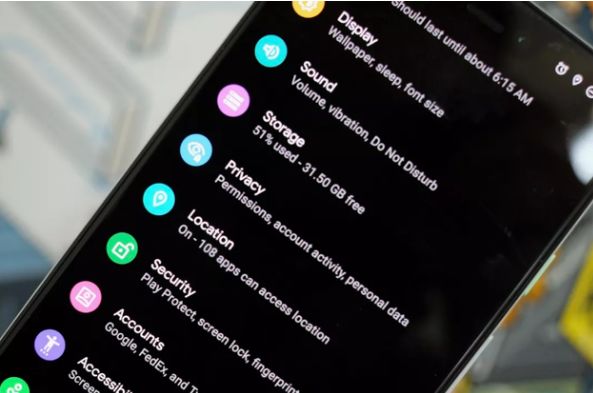 Should last until about 6:15 AM
Display
Wallpaper, sleep, font size
Sound
Volume, vibration, Do Not Disturb
Storage
51% used - 31.50 GB free
Privacy
Permissions, account activity, personal data
Location
On - 108 apps can access location
Security
Play Protect, screen lock, fingerprint
Accounts
Google, FedEx, and